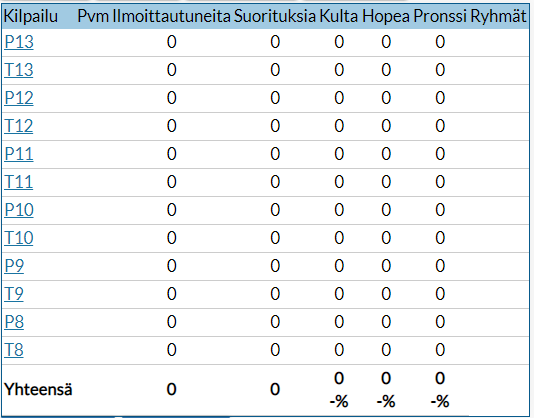 Kilpailu Pvm Ilmoittautuneita Suorituksia Kulta Hopea Pronssi Ryhmät
P13 0 0 0 0 0
T13 0 0 0 0 0
P12 0 0 0 0 0
T12 0 0 0 0 0
P11 0 0 0 0 0
T11 0 0 0 0 0
P10 0 0 0 0 0
T10 0 0 0 0 0
P9 0 0 0 0 0
T9 0 0 0 0 0
P8 0 0 0 0 0
T8 0 0 0 0 0
Yhteensä 0 0 0 0 0
-% -% -%